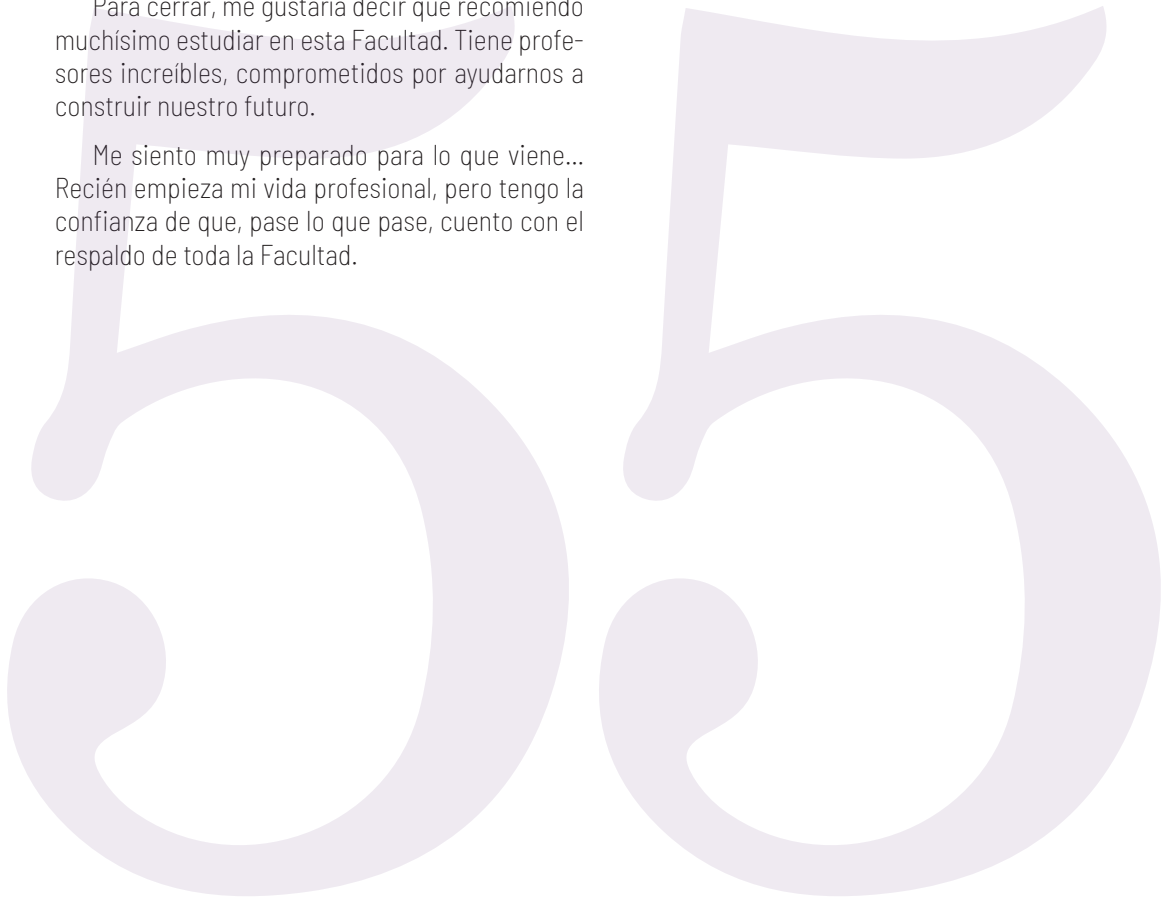 Para cerrar, me gustaría decir que recomiendo
muchísimo estudiar en esta Facultad. Tiene profe-
sores increíbles, comprometidos por ayudarnos a
construir nuestro futuro.
Me siento muy preparado para lo que viene...
Recién empieza mi vida profesional, pero tengo la
confianza de que, pase lo que pase, cuento con el
respaldo de toda la Facultad.
55